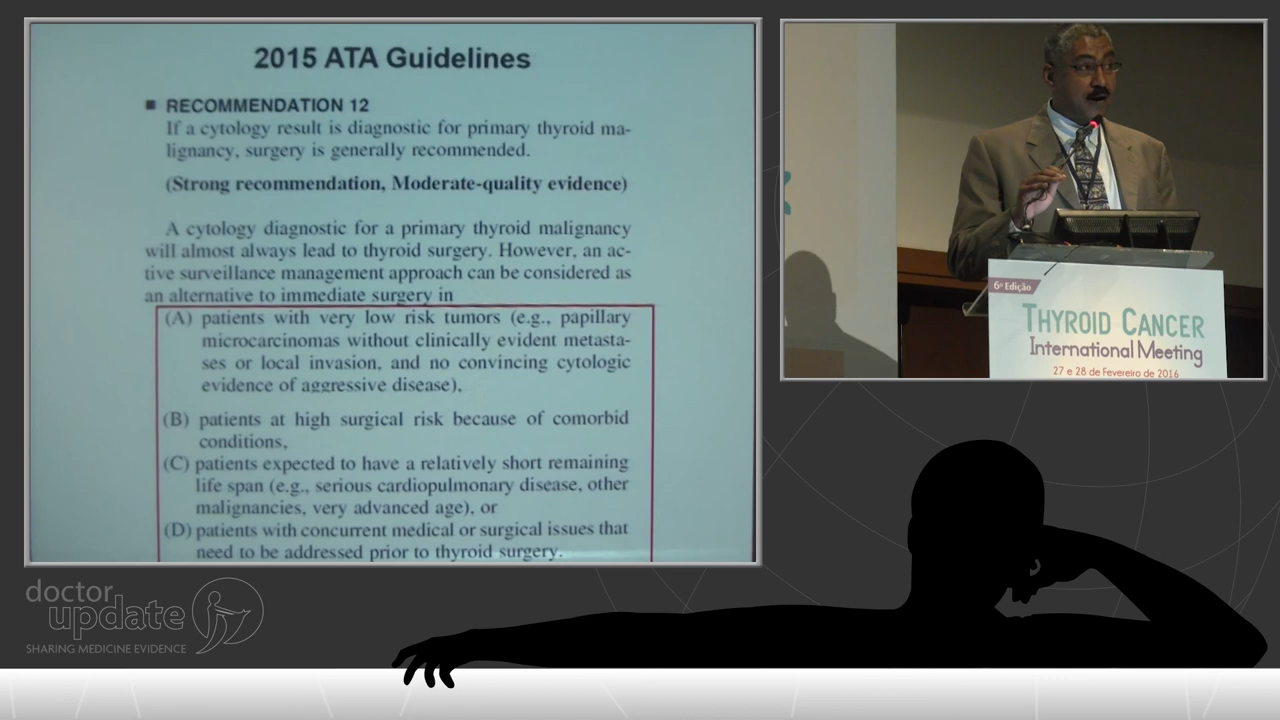 2015 ATA Guidelines
■ RECOMMENDATION 12
If a cytology result is diagnostic for primary thyroid ma-
lignancy, surgery is generally recommended.
(Strong recommendation, Moderate-quality evidence)
A cytology diagnostic for a primary thyroid malignancy
will almost always lead to thyroid surgery. However, an ac-
tive surveillance management approach can be considered as
an alternative to immediate surgery in
(A) patients with very low risk tumors (e.g., papillary
microcarcinomas without clinically evident metasta-
ses or local invasion, and no convincing cytologic
evidence of aggressive disease),
(B) patients at high surgical risk because of comorbid
conditions,
(C) patients expected to have a relatively short remaining
life span (e.g., serious cardiopulmonary disease, other
malignancies, very advanced age), or
(D) patients with concurrent medical or surgical issues that
need to be addressed prior to thyroid surgery.
6ª Edição
THYROID CANCER
International Meeting
27 e 28 de Fevereiro de 2016
doctor
update
SHARING MEDICINE EVIDENCE